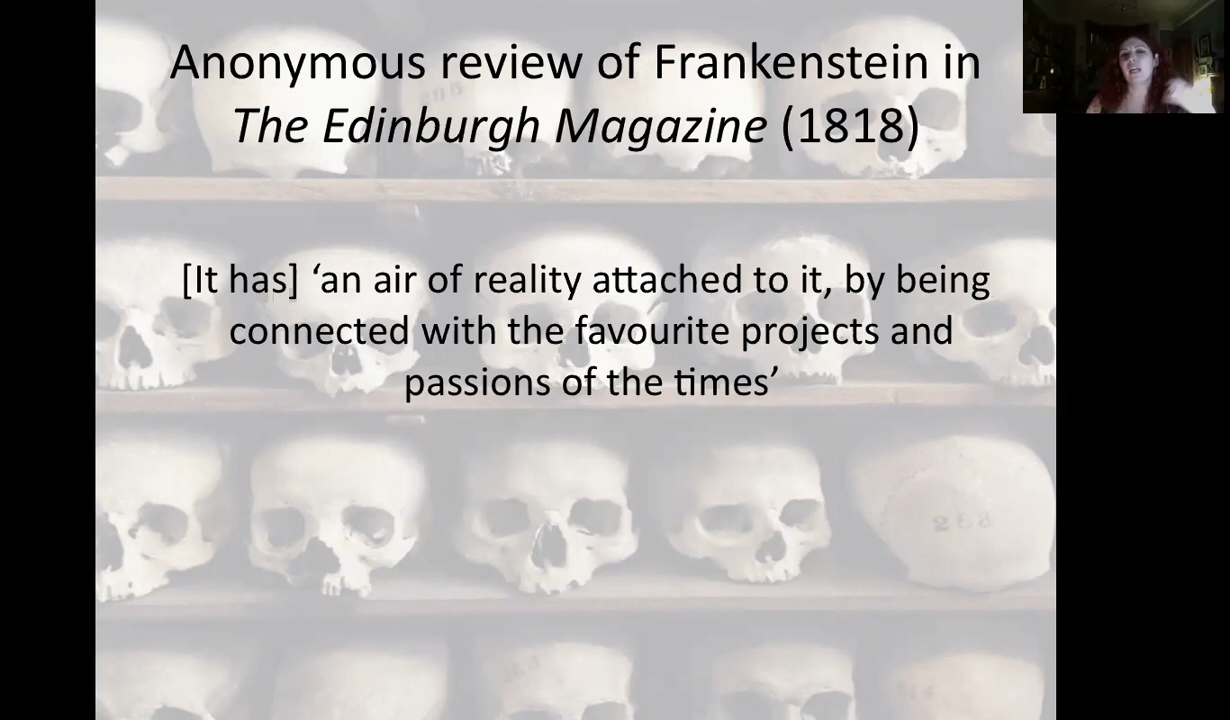 Anonymous review of Frankenstein in
The Edinburgh Magazine (1818)
[It has] ‘an air of reality attached to it, by being
connected with the favourite projects and
passions of the times’